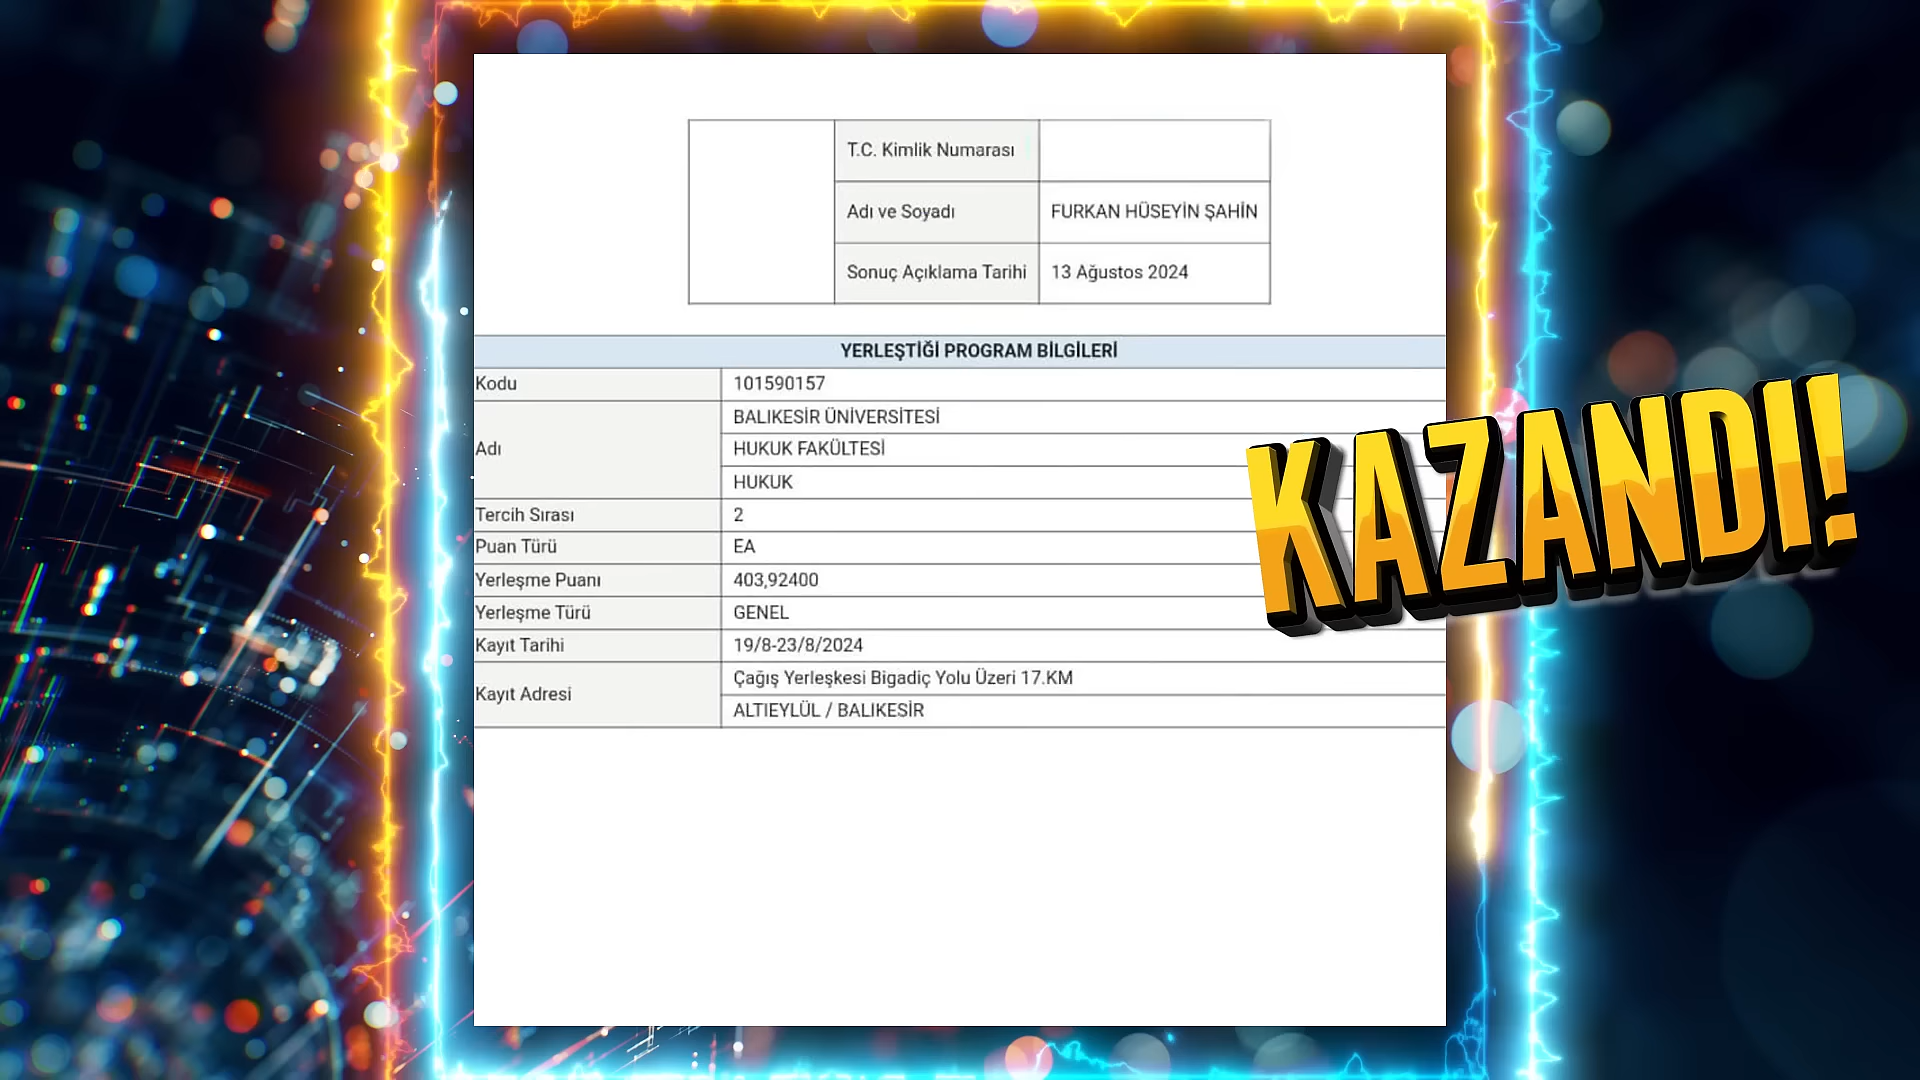 T.C. Kimlik Numarası
Adı ve Soyadı FURKAN HÜSEYİN ŞAHİN
Sonuç Açıklama Tarihi 13 Ağustos 2024
YERLEŞTİĞİ PROGRAM BİLGİLERİ
Kodu 101590157
Adı
BALIKESİR ÜNİVERSİTESİ
HUKUK FAKÜLTESİ
HUKUK
Tercih Sırası 2
Puan Türü EA
Yerleşme Puanı 403,92400
Yerleşme Türü GENEL
Kayıt Tarihi 19/8-23/8/2024
Kayıt Adresi
Çağış Yerleşkesi Bigadiç Yolu Üzeri 17.KM
ALTIEYLÜL / BALIKESİR
KAZANDI!